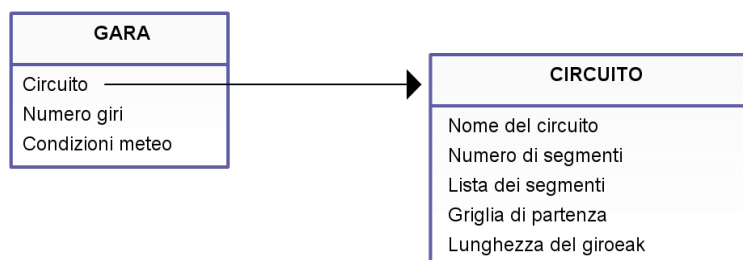 GARA
Circuito
Numero giri
Condizioni meteo
CIRCUITO
Nome del circuito
Numero di segmenti
Lista dei segmenti
Griglia di partenza
Lunghezza del giroeak